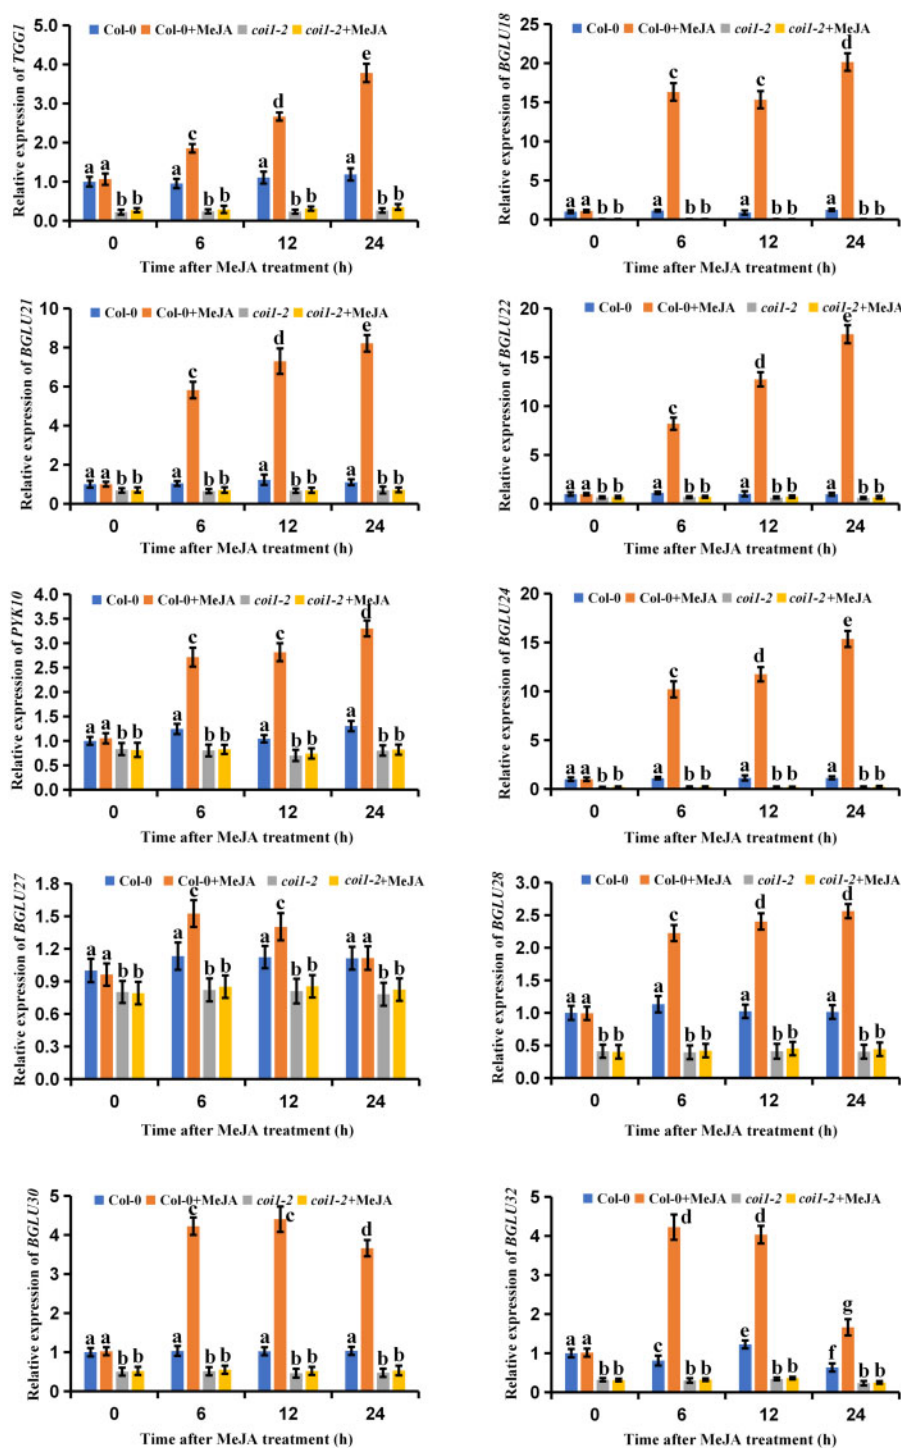 Col-0 Col-0+MeJA coi1-2 coi1-2+MeJA
Relative expression of TGG1
5.0
4.0
3.0
2.0
1.0
0.0
a a b b
a c b b
a d b b
a e b b
0 6 12 24
Time after MeJA treatment (h)
Col-0 Col-0+MeJA coi1-2 coi1-2+MeJA
Relative expression of BGLU18
25
20
15
10
5
0
a a b b
a c b b
a c b b
a d b b
0 6 12 24
Time after MeJA treatment (h)
Col-0 Col-0+MeJA coi1-2 coi1-2+MeJA
Relative expression of BGLU21
10
8
6
4
2
0
a a b b
a c b b
a d b b
a e b b
0 6 12 24
Time after MeJA treatment (h)
Col-0 Col-0+MeJA coi1-2 coi1-2+MeJA
Relative expression of BGLU22
20
15
10
5
0
a a b b
a c b b
a d b b
a e b b
0 6 12 24
Time after MeJA treatment (h)
Col-0 Col-0+MeJA coi1-2 coi1-2+MeJA
Relative expression of PYK10
4.0
3.5
3.0
2.5
2.0
1.5
1.0
0.5
0.0
a a b b
a c b b
a c b b
a d b b
0 6 12 24
Time after MeJA treatment (h)
Col-0 Col-0+MeJA coi1-2 coi1-2+MeJA
Relative expression of BGLU24
20
15
10
5
0
a a b b
a c b b
a d b b
a e b b
0 6 12 24
Time after MeJA treatment (h)
Col-0 Col-0+MeJA coi1-2 coi1-2+MeJA
Relative expression of BGLU27
1.8
1.5
1.2
0.9
0.6
0.3
0.0
a a b b
a c b b
a c b b
a a b b
0 6 12 24
Time after MeJA treatment (h)
Col-0 Col-0+MeJA coi1-2 coi1-2+MeJA
Relative expression of BGLU28
3.0
2.5
2.0
1.5
1.0
0.5
0.0
a a b b
a c b b
a d b b
a d b b
0 6 12 24
Time after MeJA treatment (h)
Col-0 Col-0+MeJA coi1-2 coi1-2+MeJA
Relative expression of BGLU30
5
4
3
2
1
0
a a b b
a c b b
a c b b
a d b b
0 6 12 24
Time after MeJA treatment (h)
Col-0 Col-0+MeJA coi1-2 coi1-2+MeJA
Relative expression of BGLU32
5
4
3
2
1
0
a a b b
c d b b
e d b b
f g b b
0 6 12 24
Time after MeJA treatment (h)